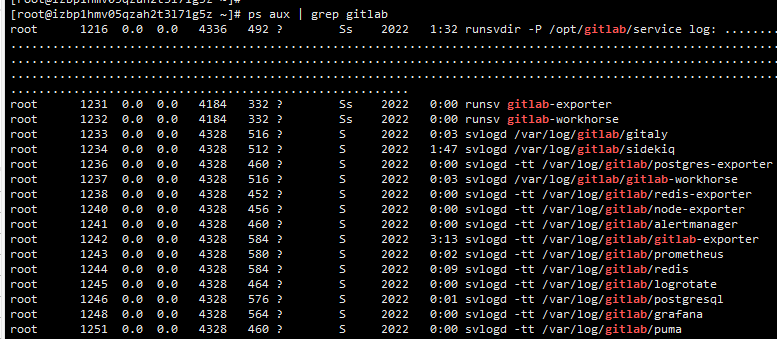 [root@izbp1hmv05qzah2t3l71g5z ~]#
[root@izbp1hmv05qzah2t3l71g5z ~]# ps aux | grep gitlab
root 1216 0.0 0.0 4336 492 ? Ss 2022 1:32 runsvdir -P /opt/gitlab/service log: ........
..............................................................................................................
..............................................................................................................
..............................................................................................................
.........................................................
root 1231 0.0 0.0 4184 332 ? Ss 2022 0:00 runsv gitlab-exporter
root 1232 0.0 0.0 4184 332 ? Ss 2022 0:00 runsv gitlab-workhorse
root 1233 0.0 0.0 4328 516 ? S 2022 0:03 svlogd /var/log/gitlab/gitaly
root 1234 0.0 0.0 4328 512 ? S 2022 1:47 svlogd /var/log/gitlab/sidekiq
root 1236 0.0 0.0 4328 460 ? S 2022 0:00 svlogd -tt /var/log/gitlab/postgres-exporter
root 1237 0.0 0.0 4328 516 ? S 2022 0:03 svlogd /var/log/gitlab/gitlab-workhorse
root 1238 0.0 0.0 4328 452 ? S 2022 0:00 svlogd -tt /var/log/gitlab/redis-exporter
root 1240 0.0 0.0 4328 456 ? S 2022 0:00 svlogd -tt /var/log/gitlab/node-exporter
root 1241 0.0 0.0 4328 460 ? S 2022 0:00 svlogd -tt /var/log/gitlab/alertmanager
root 1242 0.0 0.0 4328 584 ? S 2022 3:13 svlogd -tt /var/log/gitlab/gitlab-exporter
root 1243 0.0 0.0 4328 580 ? S 2022 0:02 svlogd -tt /var/log/gitlab/prometheus
root 1244 0.0 0.0 4328 584 ? S 2022 0:09 svlogd -tt /var/log/gitlab/redis
root 1245 0.0 0.0 4328 464 ? S 2022 0:00 svlogd -tt /var/log/gitlab/logrotate
root 1246 0.0 0.0 4328 576 ? S 2022 0:01 svlogd -tt /var/log/gitlab/postgresql
root 1248 0.0 0.0 4328 564 ? S 2022 0:00 svlogd -tt /var/log/gitlab/grafana
root 1251 0.0 0.0 4328 460 ? S 2022 0:00 svlogd -tt /var/log/gitlab/puma